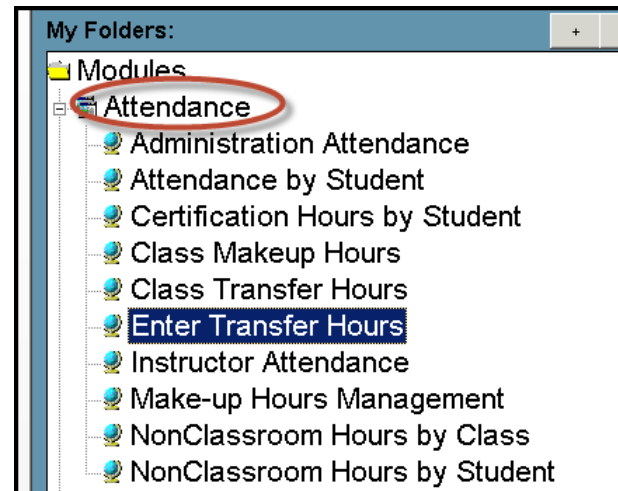 My Folders: +
Modules
Attendance
Administration Attendance
Attendance by Student
Certification Hours by Student
Class Makeup Hours
Class Transfer Hours
Enter Transfer Hours
Instructor Attendance
Make-up Hours Management
NonClassroom Hours by Class
NonClassroom Hours by Student